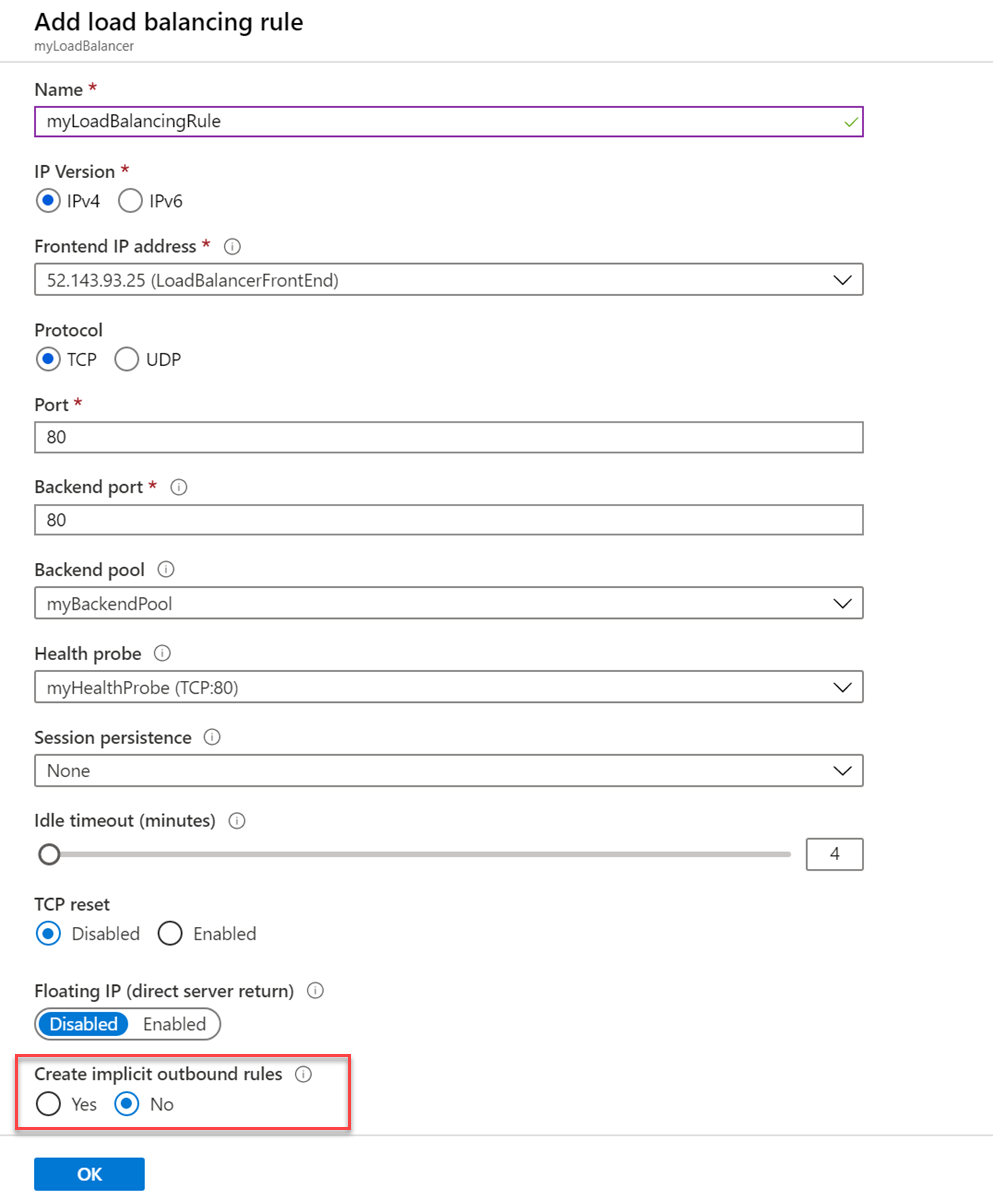 Add load balancing rule
myLoadBalancer
Name *
myLoadBalancingRule
IP Version *
IPv4 IPv6
Frontend IP address *
52.143.93.25 (LoadBalancerFrontEnd)
Protocol
TCP UDP
Port *
80
Backend port *
80
Backend pool
myBackendPool
Health probe
myHealthProbe (TCP:80)
Session persistence
None
Idle timeout (minutes)
4
TCP reset
Disabled Enabled
Floating IP (direct server return)
Disabled Enabled
Create implicit outbound rules
Yes No
OK